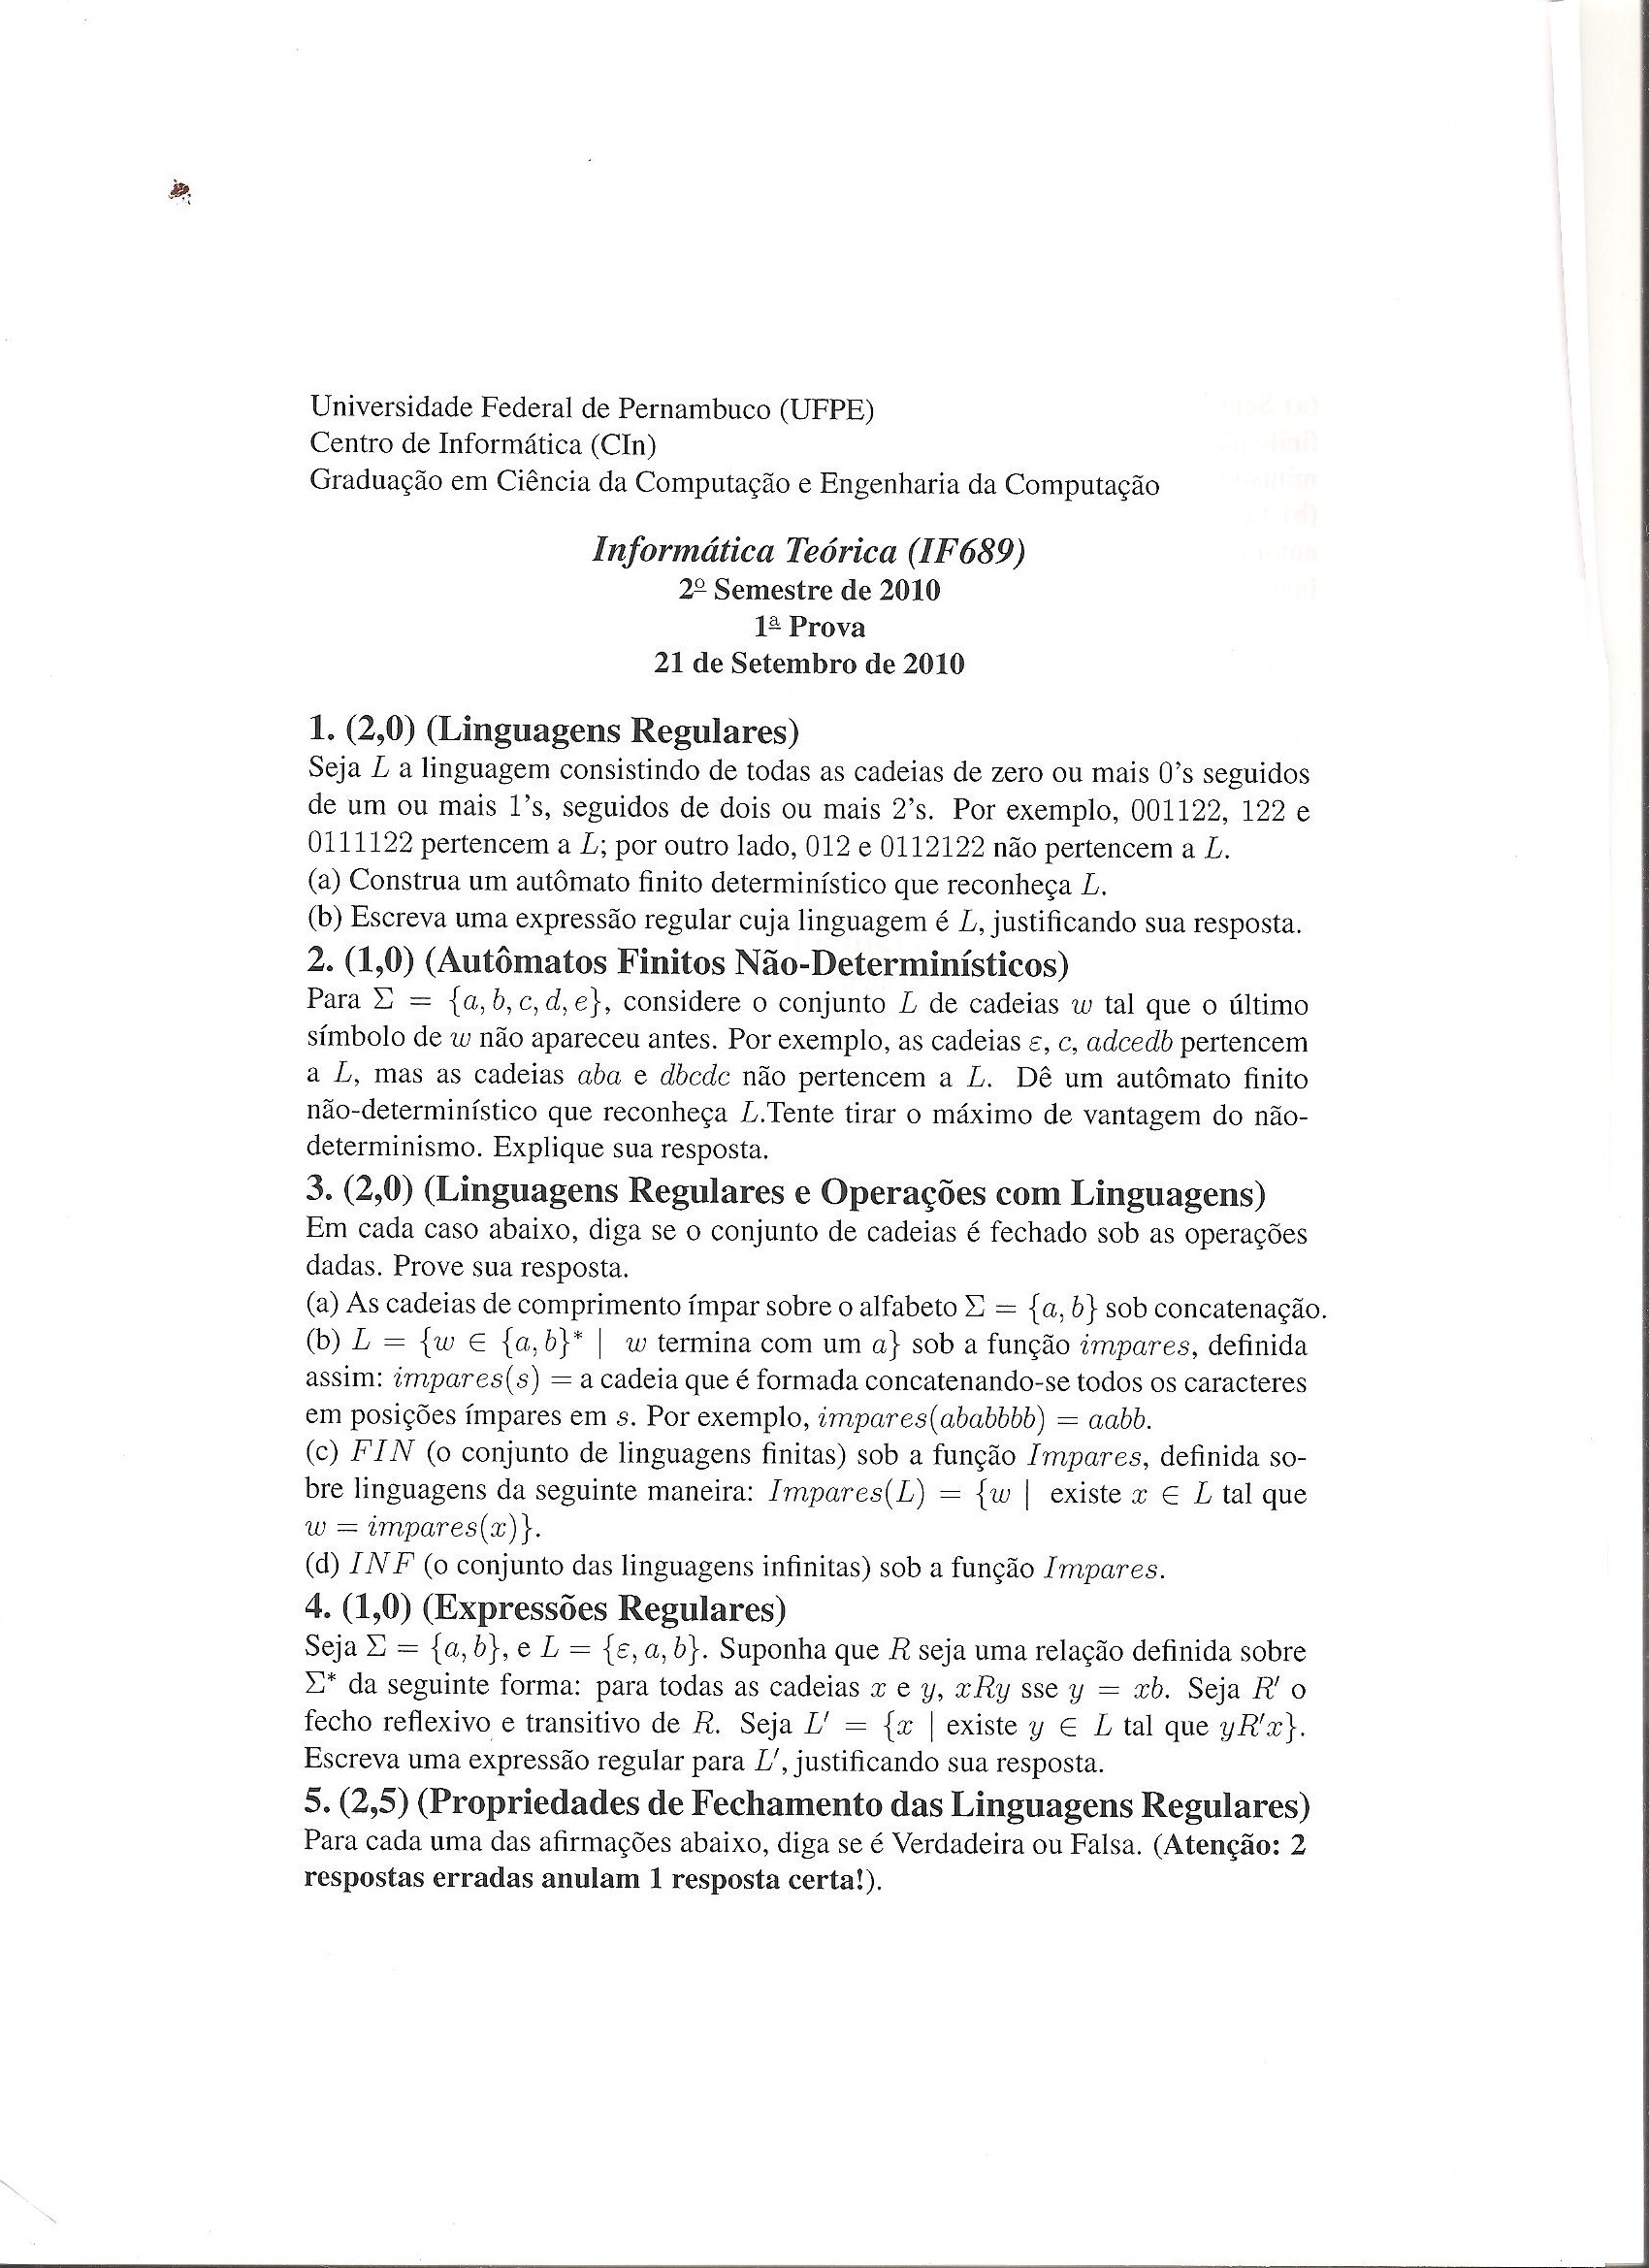 Universidade Federal de Pernambuco (UFPE)
Centro de Informática (CIn)
Graduação em Ciência da Computação e Engenharia da Computação
Informática Teórica (IF689)
2º Semestre de 2010
1ª Prova
21 de Setembro de 2010
1. (2,0) (Linguagens Regulares)
Seja L a linguagem consistindo de todas as cadeias de zero ou mais 0's seguidos
de um ou mais 1's, seguidos de dois ou mais 2's. Por exemplo, 001122, 122 e
0111122 pertencem a L; por outro lado, 012 e 0112122 não pertencem a L.
(a) Construa um autômato finito determinístico que reconheça L.
(b) Escreva uma expressão regular cuja linguagem é L, justificando sua resposta.
2. (1,0) (Autômatos Finitos Não-Determinísticos)
Para Σ = {a, b, c, d, e}, considere o conjunto L de cadeias w tal que o último
símbolo de w não apareceu antes. Por exemplo, as cadeias ε, c, adcedb pertencem
a L, mas as cadeias aba e dbcdc não pertencem a L. Dê um autômato finito
não-determinístico que reconheça L.Tente tirar o máximo de vantagem do não-
determinismo. Explique sua resposta.
3. (2,0) (Linguagens Regulares e Operações com Linguagens)
Em cada caso abaixo, diga se o conjunto de cadeias é fechado sob as operações
dadas. Prove sua resposta.
(a) As cadeias de comprimento ímpar sobre o alfabeto Σ = {a, b} sob concatenação.
(b) L = {w ∈ {a, b}* | w termina com um a} sob a função impares, definida
assim: impares(s) = a cadeia que é formada concatenando-se todos os caracteres
em posições ímpares em s. Por exemplo, impares(ababbbb) = aabb.
(c) FIN (o conjunto de linguagens finitas) sob a função Impares, definida so-
bre linguagens da seguinte maneira: Impares(L) = {w | existe x ∈ L tal que
w = impares(x)}.
(d) INF (o conjunto das linguagens infinitas) sob a função Impares.
4. (1,0) (Expressões Regulares)
Seja Σ = {a, b}, e L = {ε, a, b}. Suponha que R seja uma relação definida sobre
Σ* da seguinte forma: para todas as cadeias x e y, xRy sse y = xb. Seja R' o
fecho reflexivo e transitivo de R. Seja L' = {x | existe y ∈ L tal que yR'x}.
Escreva uma expressão regular para L', justificando sua resposta.
5. (2,5) (Propriedades de Fechamento das Linguagens Regulares)
Para cada uma das afirmações abaixo, diga se é Verdadeira ou Falsa. (Atenção: 2
respostas erradas anulam 1 resposta certa!).